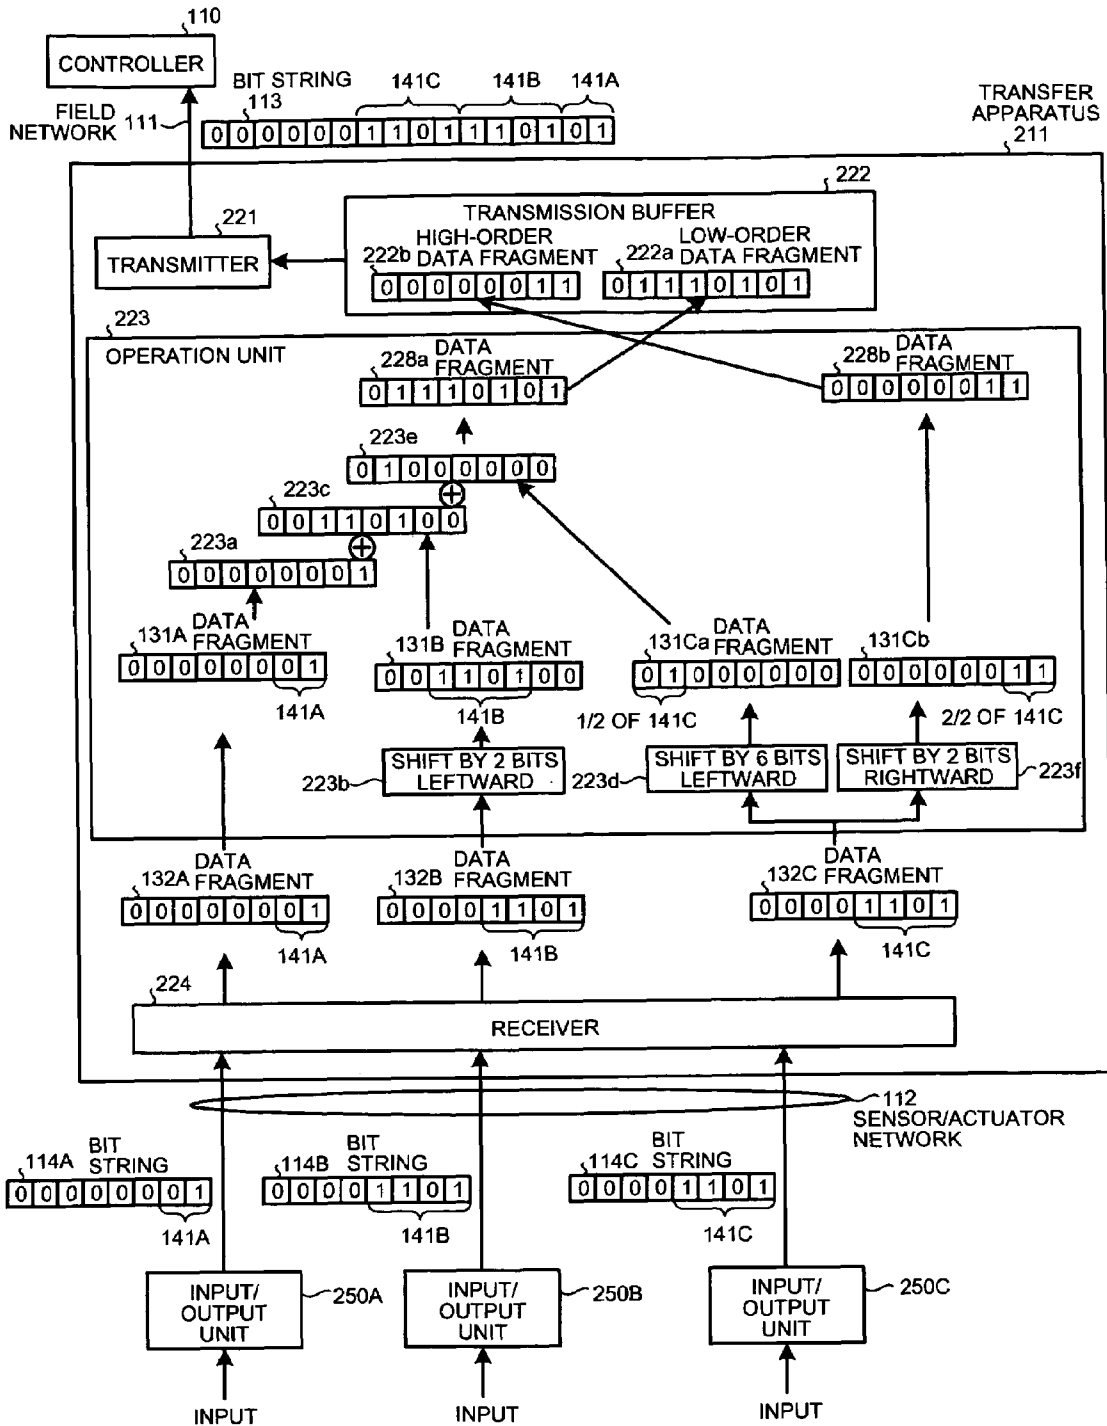 110
CONTROLLER
FIELD NETWORK 111
BIT STRING
113
141C 141B 141A
0 0 0 0 0 0 1 1 0 1 1 1 0 1 0 1
TRANSFER APPARATUS
211
222
TRANSMISSION BUFFER
221
TRANSMITTER
HIGH-ORDER
222b DATA FRAGMENT
0 0 0 0 0 0 1 1
LOW-ORDER
222a DATA FRAGMENT
0 1 1 1 0 1 0 1
223
OPERATION UNIT
228a DATA FRAGMENT
0 1 1 1 0 1 0 1
228b DATA FRAGMENT
0 0 0 0 0 0 1 1
223e
0 1 0 0 0 0 0 0
+
223c
0 0 1 1 0 1 0 0
+
223a
0 0 0 0 0 0 0 1
131A DATA FRAGMENT
0 0 0 0 0 0 0 1
141A
131B DATA FRAGMENT
0 0 1 1 0 1 0 0
141B
131Ca DATA FRAGMENT
0 1 0 0 0 0 0 0
1/2 OF 141C
131Cb
0 0 0 0 0 0 1 1
2/2 OF 141C
SHIFT BY 2 BITS LEFTWARD
223b
SHIFT BY 6 BITS LEFTWARD
223d
SHIFT BY 2 BITS RIGHTWARD
223f
132A DATA FRAGMENT
0 0 0 0 0 0 0 1
141A
132B DATA FRAGMENT
0 0 0 0 1 1 0 1
141B
132C DATA FRAGMENT
0 0 0 0 1 1 0 1
141C
224
RECEIVER
112
SENSOR/ACTUATOR NETWORK
114A BIT STRING
0 0 0 0 0 0 0 1
141A
114B BIT STRING
0 0 0 0 1 1 0 1
141B
114C BIT STRING
0 0 0 0 1 1 0 1
141C
INPUT/ OUTPUT UNIT
250A
INPUT/ OUTPUT UNIT
250B
INPUT/ OUTPUT UNIT
250C
INPUT
INPUT
INPUT